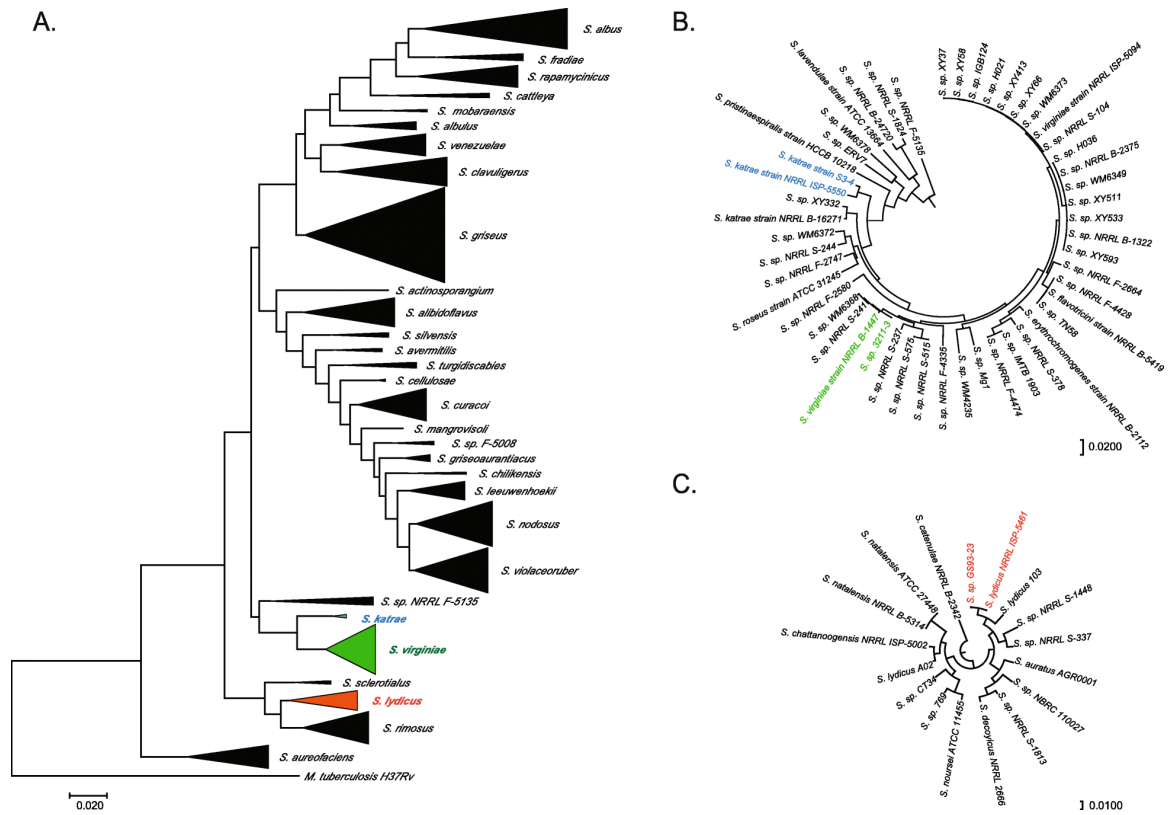 A.
S. albus
S. fradiae
S. rapamycinicus
S. cattleya
S. mobaraensis
S. albulus
S. venezuelae
S. clavuligerus
S. griseus
S. actinosporangium
S. alibidoflavus
S. silvensis
S. avermitilis
S. turgidiscabies
S. cellulosae
S. curacoi
S. mangrovisoli
S. sp. F-5008
S. griseoaurantiacus
S. chilikensis
S. leeuwenhoekii
S. nodosus
S. violaceoruber
S. sp. NRRL F-5135
S. katrae
S. virginiae
S. sclerotialus
S. lydicus
S. rimosus
S. aureofaciens
M. tuberculosis H37Rv
0.020
B.
S. sp. XY37
S. sp. XY58
S. sp. IGB124
S. sp. H021
S. sp. XY413
S. sp. XY66
S. sp. WM6373
S. virginiae strain NRRL ISP-5094
S. sp. NRRL S-104
S. sp. H036
S. sp. NRRL B-2375
S. sp. WM6349
S. sp. XY511
S. sp. XY533
S. sp. NRRL B-1322
S. sp. XY593
S. sp. NRRL F-2664
S. sp. NRRL F-4428
S. flavotricini strain NRRL B-5419
S. sp. TN58
S. erythrochromogenes strain NRRL B-2112
S. sp. NRRL S-378
S. sp. IMTB 1903
S. sp. NRRL F-4474
S. sp. Mg1
S. sp. WM4235
S. sp. NRRL F-4335
S. sp. NRRL S-515
S. sp. NRRL S-575
S. sp. NRRL S-237
S. sp. 3211-3
S. virginiae strain NRRL B-1447
S. sp. NRRL S-241
S. sp. WM6368
S. sp. NRRL F-2580
S. roseus strain ATCC 31245
S. sp. NRRL F-2747
S. sp. NRRL S-244
S. sp. WM6372
S. katrae strain NRRL B-16271
S. sp. XY332
S. katrae strain NRRL ISP-5550
S. katrae strain S3-4
S. pristinaespiralis strain HCCB 10218
S. sp. ERV7
S. sp. WM6378
S. lavendulae strain ATCC 13664
S. sp. NRRL B-24720
S. sp. NRRL S-1824
S. sp. NRRL F-5135
0.0200
C.
S. sp. GS93-23
S. lydicus NRRL ISP-5461
S. lydicus 103
S. sp. NRRL S-1448
S. sp. NRRL S-337
S. auratus AGR0001
S. sp. NBRC 110027
S. sp. NRRL S-1813
S. decoyicus NRRL 2666
S. noursei ATCC 11455
S. sp. 769
S. sp. CT34
S. lydicus A02
S. chattanoogensis NRRL ISP-5002
S. natalensis NRRL B-5314
S. natalensis ATCC 27448
S. catenulae NRRL B-2342
0.0100